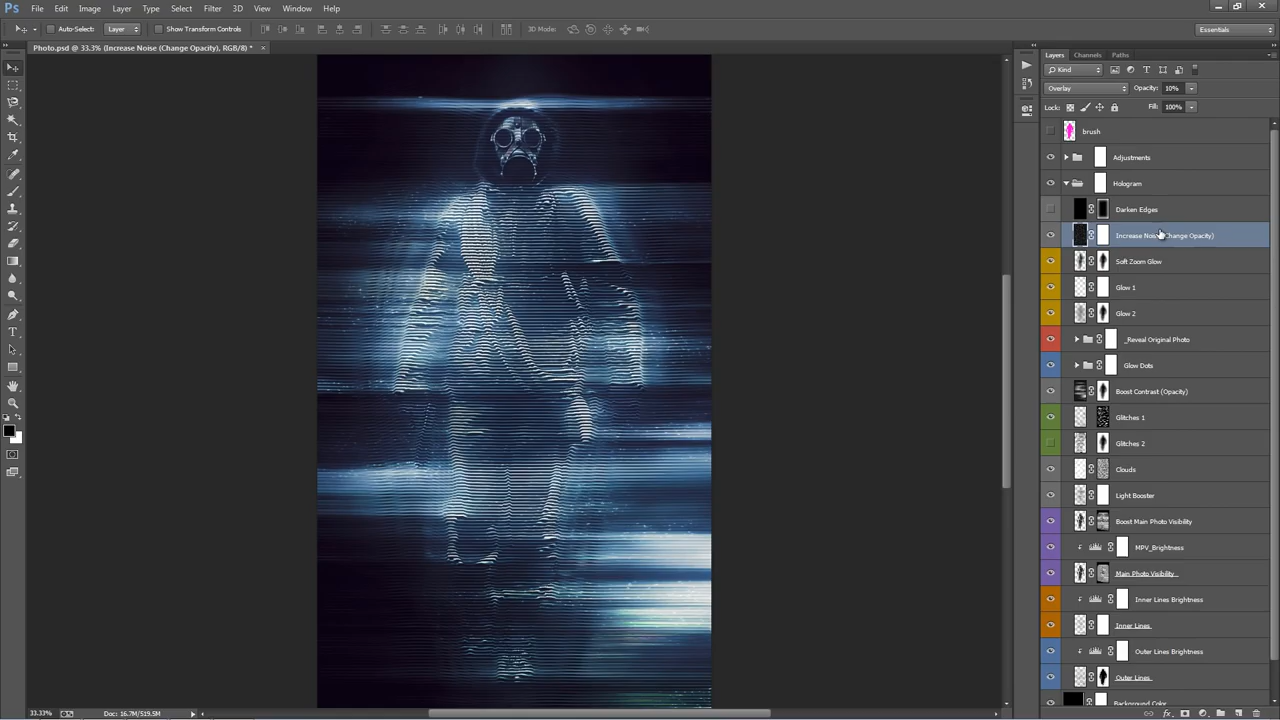 Ps File Edit Image Layer Type Select Filter 3D View Window Help
Auto-Select: Layer Show Transform Controls 3D Mode: Essentials
Photo.psd @ 33.3% (Increase Noise (Change Opacity), RGB/8) * ×
Layers Channels Paths
Kind
Overlay Opacity: 10%
Lock: Fill: 100%
brush
Adjustments
Hologram
Darken Edges
Increase Noise (Change Opacity)
Soft Zoom Glow
Glow 1
Glow 2
_Reveal Original Photo
Glow Dots
Boost Contrast (Opacity)
Glitches 1
Glitches 2
Clouds
Light Booster
Boost Main Photo Visibility
MPV_Brightness
Main Photo Visibility
Inner Lines Brightness
Inner Lines
Outer Lines Brightness
Outer Lines
Background Color
33.33% Doc: 16.7M/519.5M
fx